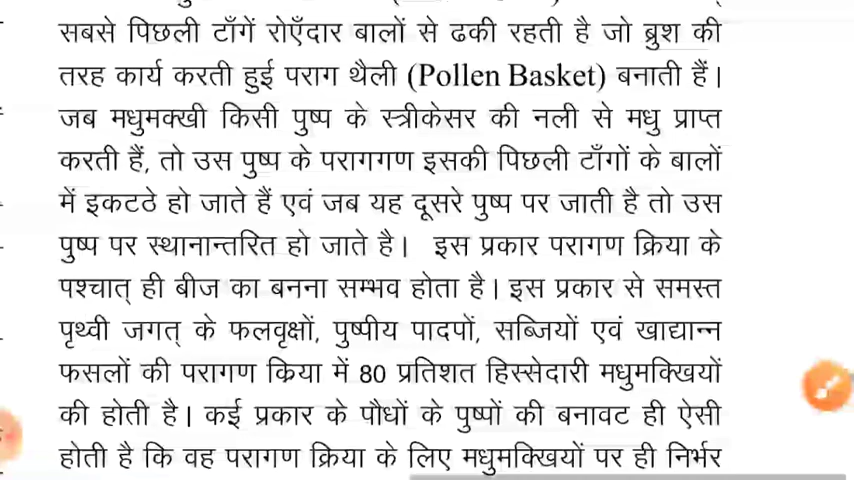 सबसे पिछली टाँगें रोएँदार बालों से ढकी रहती है जो ब्रुश की
तरह कार्य करती हुई पराग थैली (Pollen Basket) बनाती हैं।
जब मधुमक्खी किसी पुष्प के स्त्रीकेसर की नली से मधु प्राप्त
करती हैं, तो उस पुष्प के परागगण इसकी पिछली टाँगों के बालों
में इकटठे हो जाते हैं एवं जब यह दूसरे पुष्प पर जाती है तो उस
पुष्प पर स्थानान्तरित हो जाते है। इस प्रकार परागण क्रिया के
पश्चात् ही बीज का बनना सम्भव होता है। इस प्रकार से समस्त
पृथ्वी जगत् के फलवृक्षों, पुष्पीय पादपों, सब्जियों एवं खाद्यान्न
फसलों की परागण क्रिया में 80 प्रतिशत हिस्सेदारी मधुमक्खियों
की होती है। कई प्रकार के पौधों के पुष्पों की बनावट ही ऐसी
होती है कि वह परागण क्रिया के लिए मधुमक्खियों पर ही निर्भर